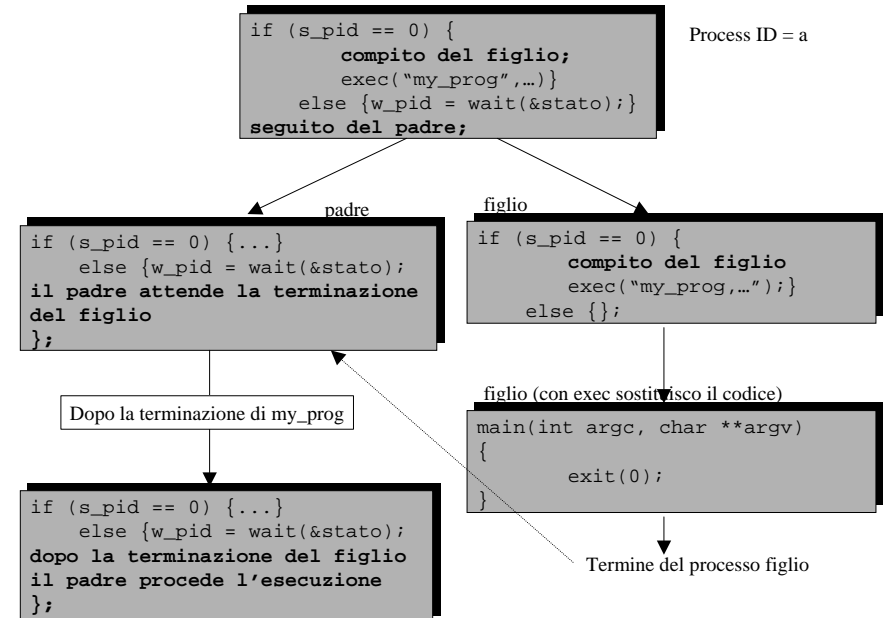 if (s_pid == 0) {
compito del figlio;
exec(“my_prog”,…)}
else {w_pid = wait(&stato);}
seguito del padre;
Process ID = a
padre
if (s_pid == 0) {...}
else {w_pid = wait(&stato);
il padre attende la terminazione
del figlio
};
figlio
if (s_pid == 0) {
compito del figlio
exec(“my_prog,…”);}
else {};
Dopo la terminazione di my_prog
figlio (con exec sostituisco il codice)
main(int argc, char **argv)
{
exit(0);
}
if (s_pid == 0) {...}
else {w_pid = wait(&stato);
dopo la terminazione del figlio
il padre procede l’esecuzione
};
Termine del processo figlio